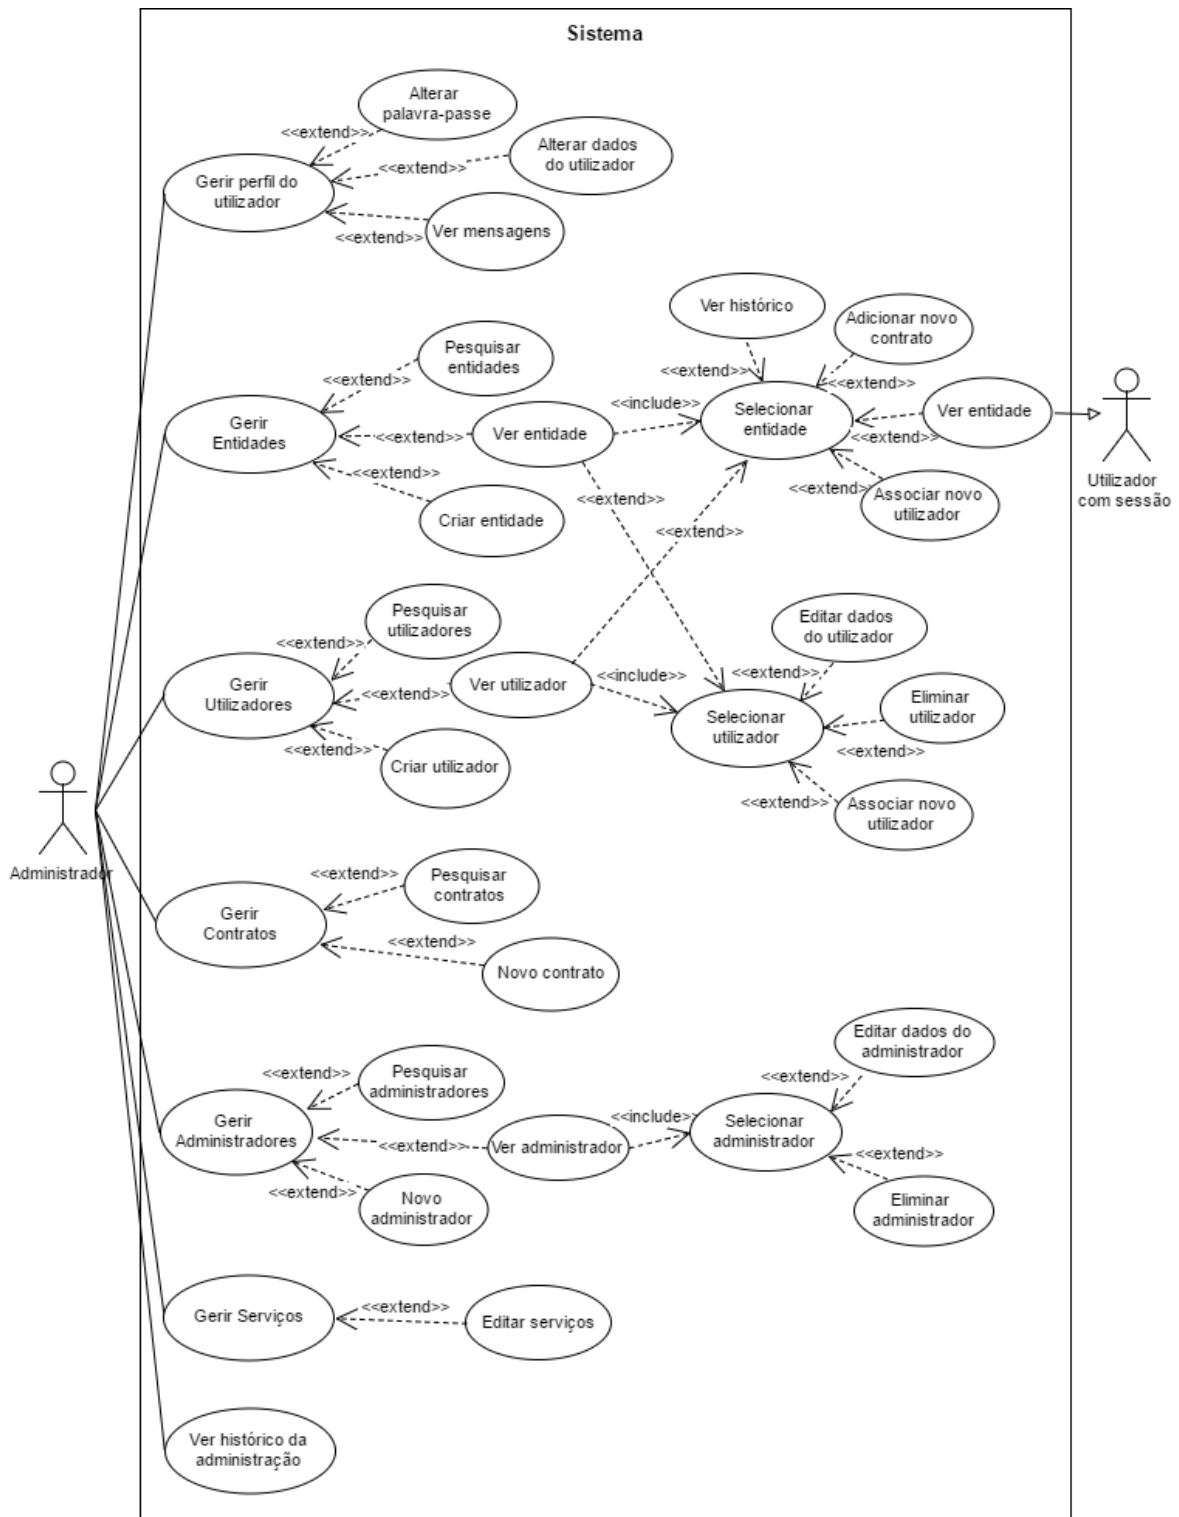 Sistema
Alterar
palavra-passe
<<extend>>
Alterar dados
do utilizador
<<extend>>
Gerir perfil do
utilizador
Ver mensagens
<<extend>>
Ver histórico
Adicionar novo
contrato
Pesquisar
entidades
<<extend>>
<<extend>>
<<extend>>
<<include>>
Selecionar
entidade
Ver entidade
Gerir
Entidades
<<extend>>
Ver entidade
<<extend>>
Utilizador
com sessão
<<extend>>
<<extend>>
<<extend>>
Associar novo
utilizador
Criar entidade
<<extend>>
Pesquisar
utilizadores
Editar dados
do utilizador
<<extend>>
Gerir
Utilizadores
<<extend>>
Ver utilizador
<<include>>
<<extend>>
Eliminar
utilizador
Selecionar
utilizador
<<extend>>
<<extend>>
Criar utilizador
<<extend>>
Associar novo
utilizador
Administrador
<<extend>>
Pesquisar
contratos
Gerir
Contratos
<<extend>>
Novo contrato
Editar dados do
administrador
<<extend>>
Pesquisar
administradores
<<extend>>
Gerir
Administradores
<<extend>>
Ver administrador
<<include>>
Selecionar
administrador
<<extend>>
<<extend>>
Novo
administrador
Eliminar
administrador
Gerir Serviços
<<extend>>
Editar serviços
Ver histórico da
administração